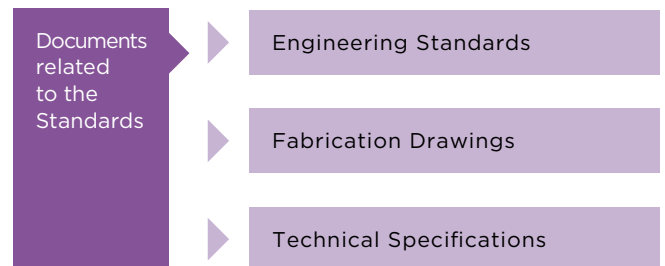 Documents
related
to the
Standards
Engineering Standards
Fabrication Drawings
Technical Specifications